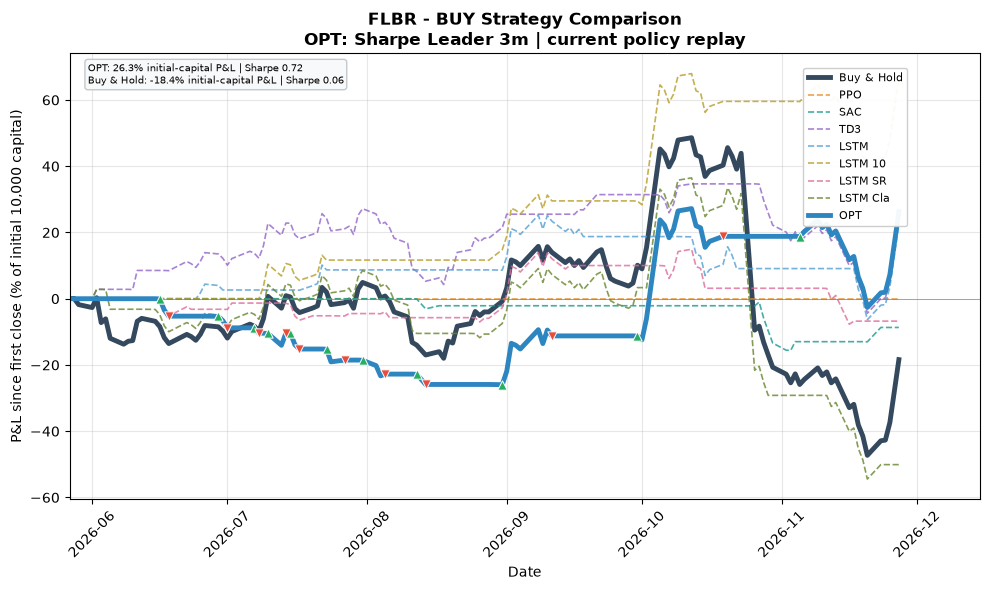 FLBR - BUY Strategy Comparison
OPT: Sharpe Leader 3m | current policy replay
OPT: 26.3% initial-capital P&L | Sharpe 0.72
Buy & Hold: -18.4% initial-capital P&L | Sharpe 0.06
Buy & Hold
PPO
SAC
TD3
LSTM
LSTM 10
LSTM SR
LSTM Cla
OPT
P&L since first close (% of initial 10,000 capital)
60
40
20
0
−20
−40
−60
2026-06
2026-07
2026-08
2026-09
2026-10
2026-11
2026-12
Date